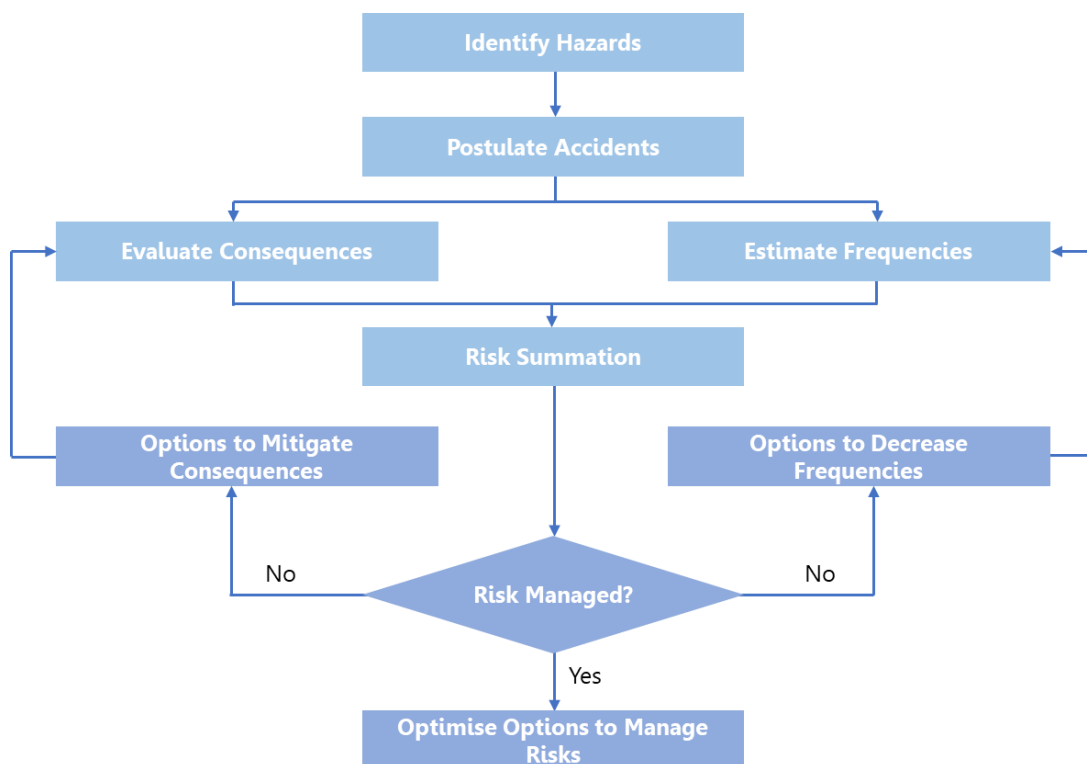 Identify Hazards
Postulate Accidents
Evaluate Consequences
Estimate Frequencies
Risk Summation
Options to Mitigate
Consequences
Options to Decrease
Frequencies
No
Risk Managed?
No
Yes
Optimise Options to Manage
Risks